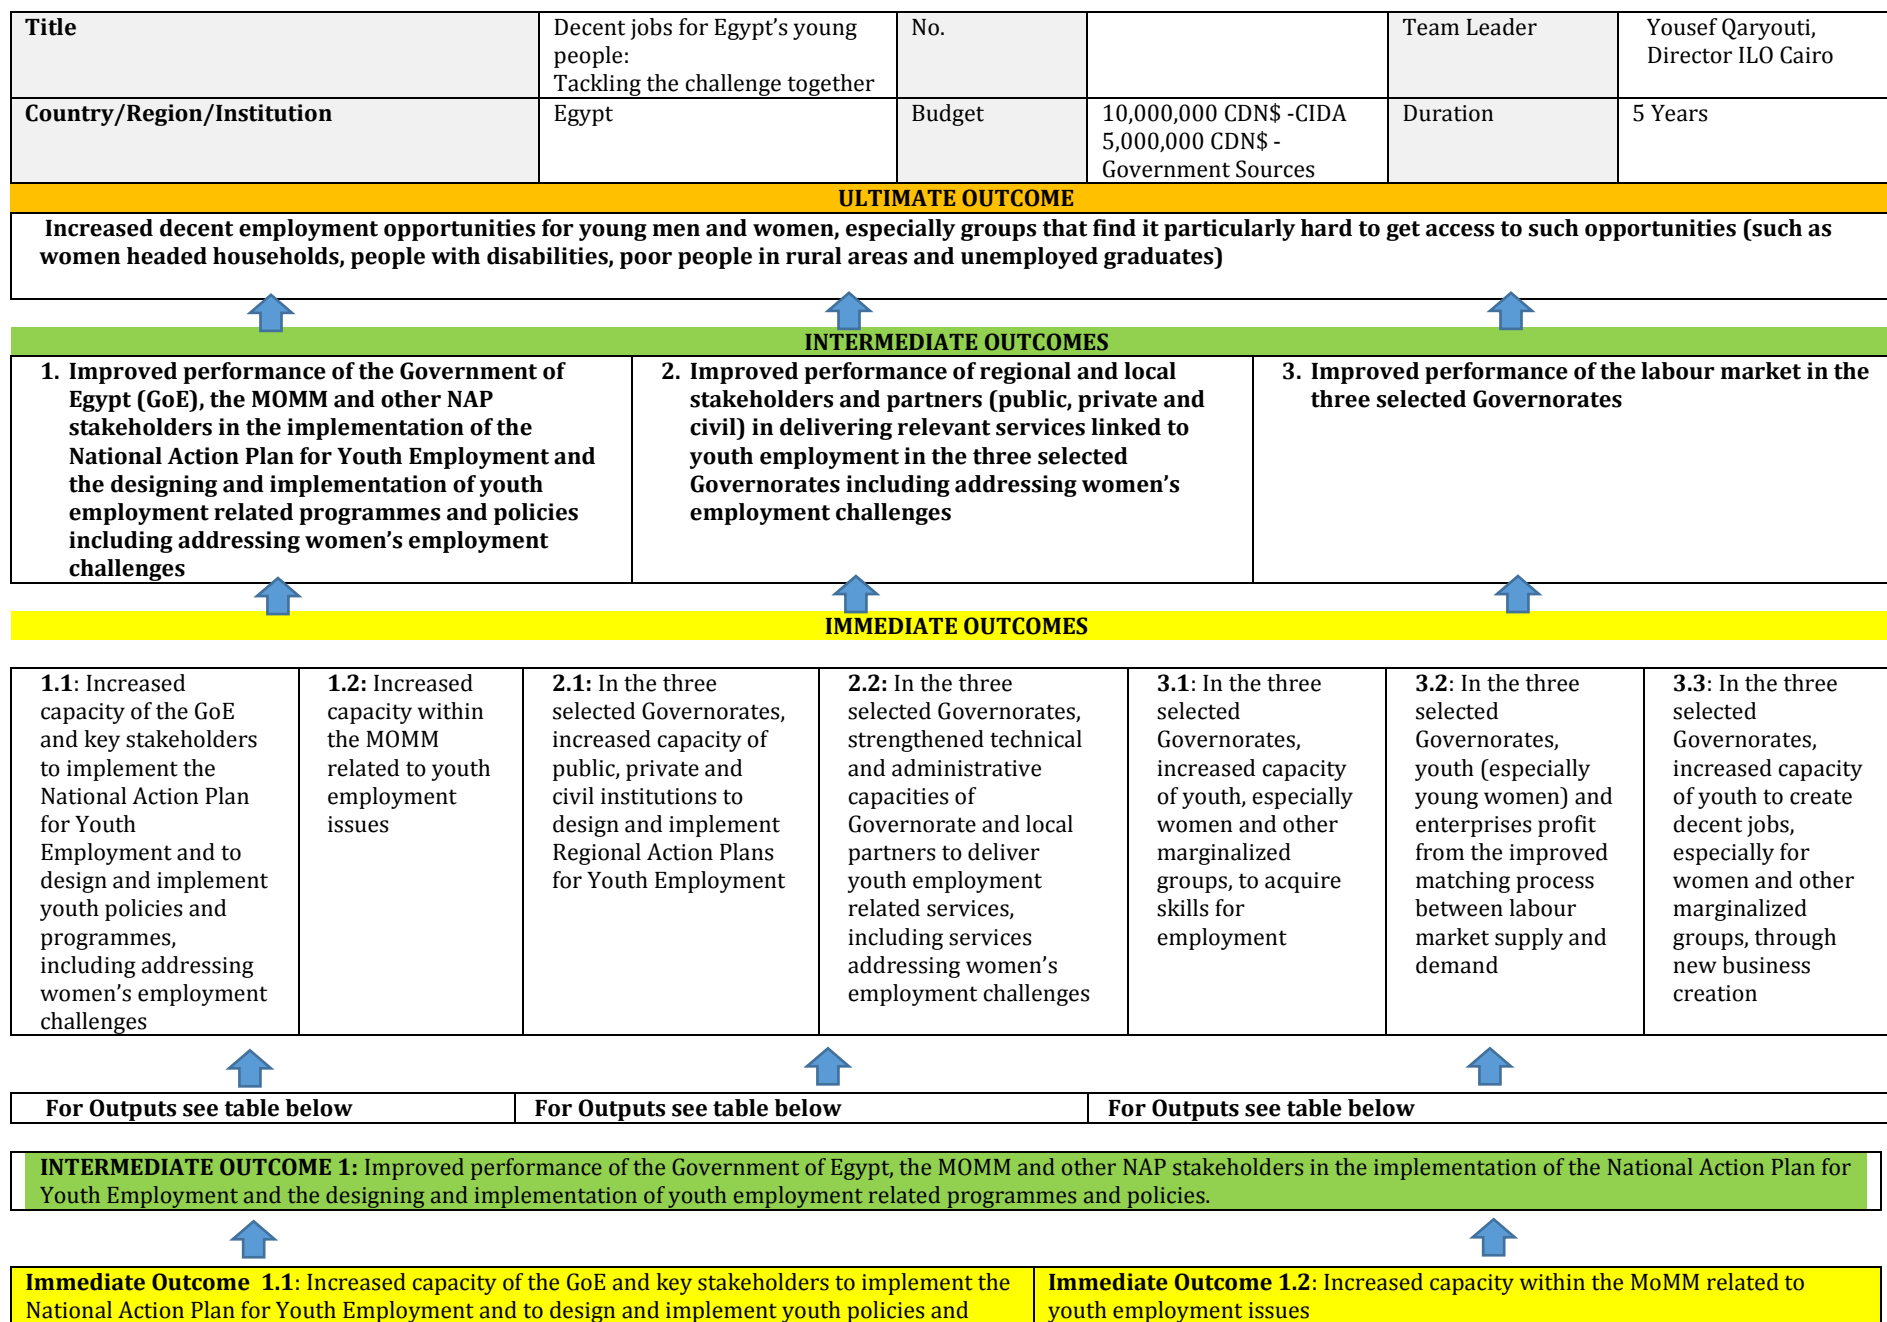 Title
Decent jobs for Egypt's young
people:
Tackling the challenge together
No.
Team Leader
Yousef Qaryouti,
Director ILO Cairo
Country/Region/Institution
Egypt
Budget
10,000,000 CDN$ -CIDA
5,000,000 CDN$ -
Government Sources
Duration
5 Years
ULTIMATE OUTCOME
Increased decent employment opportunities for young men and women, especially groups that find it particularly hard to get access to such opportunities (such as
women headed households, people with disabilities, poor people in rural areas and unemployed graduates)
INTERMEDIATE OUTCOMES
1. Improved performance of the Government of
Egypt (GoE), the MOMM and other NAP
stakeholders in the implementation of the
National Action Plan for Youth Employment and
the designing and implementation of youth
employment related programmes and policies
including addressing women's employment
challenges
2. Improved performance of regional and local
stakeholders and partners (public, private and
civil) in delivering relevant services linked to
youth employment in the three selected
Governorates including addressing women's
employment challenges
3. Improved performance of the labour market in the
three selected Governorates
IMMEDIATE OUTCOMES
1.1: Increased
capacity of the GoE
and key stakeholders
to implement the
National Action Plan
for Youth
Employment and to
design and implement
youth policies and
programmes,
including addressing
women's employment
challenges
1.2: Increased
capacity within
the MOMM
related to youth
employment
issues
2.1: In the three
selected Governorates,
increased capacity of
public, private and
civil institutions to
design and implement
Regional Action Plans
for Youth Employment
2.2: In the three
selected Governorates,
strengthened technical
and administrative
capacities of
Governorate and local
partners to deliver
youth employment
related services,
including services
addressing women's
employment challenges
3.1: In the three
selected
Governorates,
increased capacity
of youth, especially
women and other
marginalized
groups, to acquire
skills for
employment
3.2: In the three
selected
Governorates,
youth (especially
young women) and
enterprises profit
from the improved
matching process
between labour
market supply and
demand
3.3: In the three
selected
Governorates,
increased capacity
of youth to create
decent jobs,
especially for
women and other
marginalized
groups, through
new business
creation
For Outputs see table below
For Outputs see table below
For Outputs see table below
INTERMEDIATE OUTCOME 1: Improved performance of the Government of Egypt, the MOMM and other NAP stakeholders in the implementation of the National Action Plan for
Youth Employment and the designing and implementation of youth employment related programmes and policies.
Immediate Outcome 1.1: Increased capacity of the GoE and key stakeholders to implement the
National Action Plan for Youth Employment and to design and implement youth policies and
Immediate Outcome 1.2: Increased capacity within the MoMM related to
youth employment issues